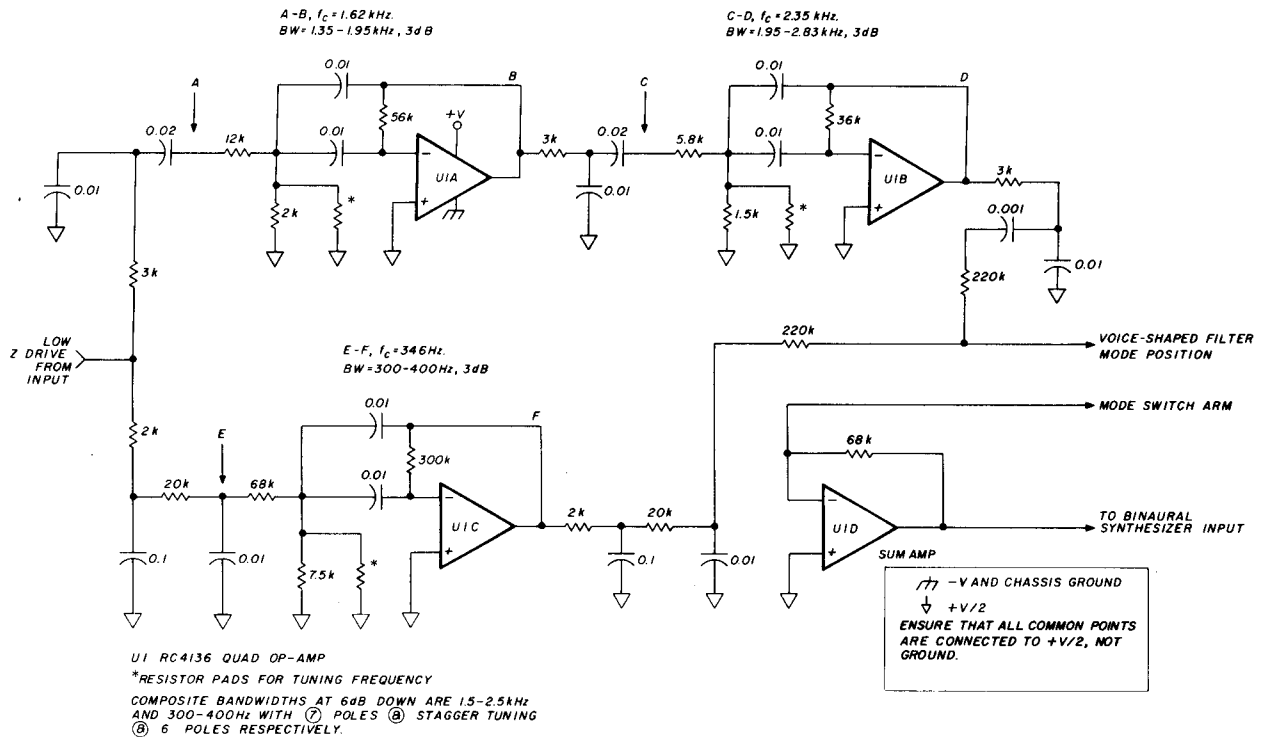 A-B, fc = 1.62 kHz.
BW = 1.35 - 1.95 kHz, 3dB
C-D, fc = 2.35 kHz.
BW = 1.95 - 2.83 kHz, 3dB
0.01
B
0.01
D
A
C
56k
+V
36k
0.02
12k
0.01
3k
0.02
5.8k
0.01
−
U1A
+
−
U1B
+
0.01
2k
*
0.01
1.5k
*
3k
0.001
0.01
3k
220k
LOW
Z DRIVE
FROM
INPUT
E-F, fc = 346Hz.
BW = 300-400Hz, 3dB
220k
VOICE-SHAPED FILTER
MODE POSITION
0.01
F
MODE SWITCH ARM
2k
E
300k
68k
20k
68k
0.01
−
U1C
+
2k
20k
−
U1D
+
TO BINAURAL
SYNTHESIZER INPUT
0.1
0.01
7.5k
*
0.1
0.01
SUM AMP
-V AND CHASSIS GROUND
+V/2
ENSURE THAT ALL COMMON POINTS
ARE CONNECTED TO +V/2, NOT
GROUND.
U1 RC4136 QUAD OP-AMP
*RESISTOR PADS FOR TUNING FREQUENCY
COMPOSITE BANDWIDTHS AT 6dB DOWN ARE 1.5-2.5kHz
AND 300-400Hz WITH ⑦ POLES ⓐ STAGGER TUNING
ⓐ 6 POLES RESPECTIVELY.